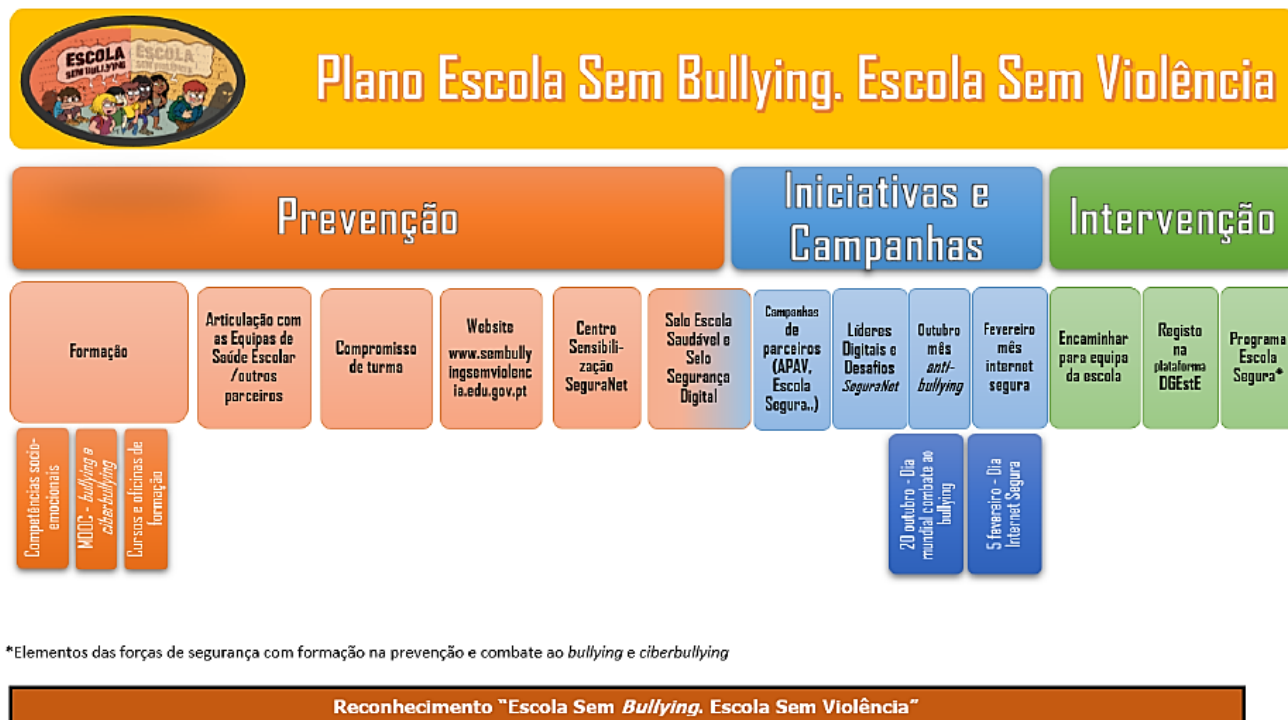 ESCOLA
SEM BULLYING
ESCOLA
SEM VIOLÊNCIA
Plano Escola Sem Bullying. Escola Sem Violência
Prevenção
Iniciativas e
Campanhas
Intervenção
Formação
Articulação com
as Equipas de
Saúde Escolar
/outros
parceiros
Compromisso
de turma
Website
www.sembully
ingsemviolenc
ia.edu.gov.pt
Centro
Sensibili-
zação
SeguraNet
Selo Escola
Saudável e
Selo
Segurança
Digital
Campanhas
de
parceiros
(APAV,
Escola
Segura..)
Líderes
Digitais e
Desafios
SeguraNet
Outubro
mês
anti-
bullying
Fevereiro
mês
internet
segura
Encaminhar
para equipa
da escola
Registo
na
plataforma
DGEstE
Programa
Escola
Segura*
Competências socio-
emocionais
MOOC - bullying e
ciberbullying
Cursos e oficinas de
formação
20 outubro - Dia
mundial combate ao
bullying
5 fevereiro - Dia
Internet Segura
*Elementos das forças de segurança com formação na prevenção e combate ao bullying e ciberbullying
Reconhecimento "Escola Sem Bullying. Escola Sem Violência"